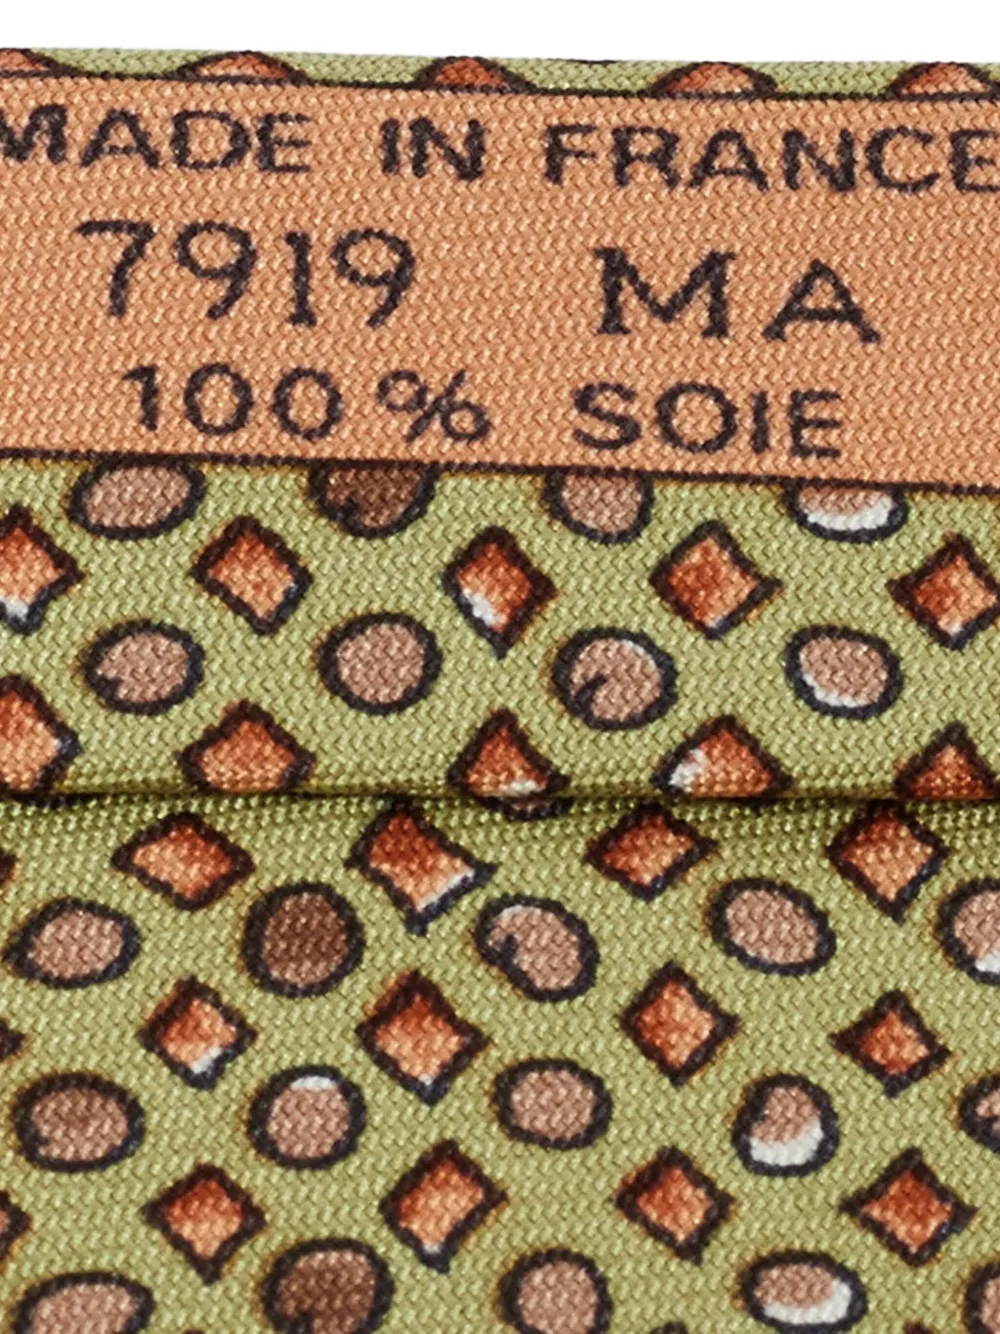 MADE IN FRANCE
7919 MA
100% SOIE